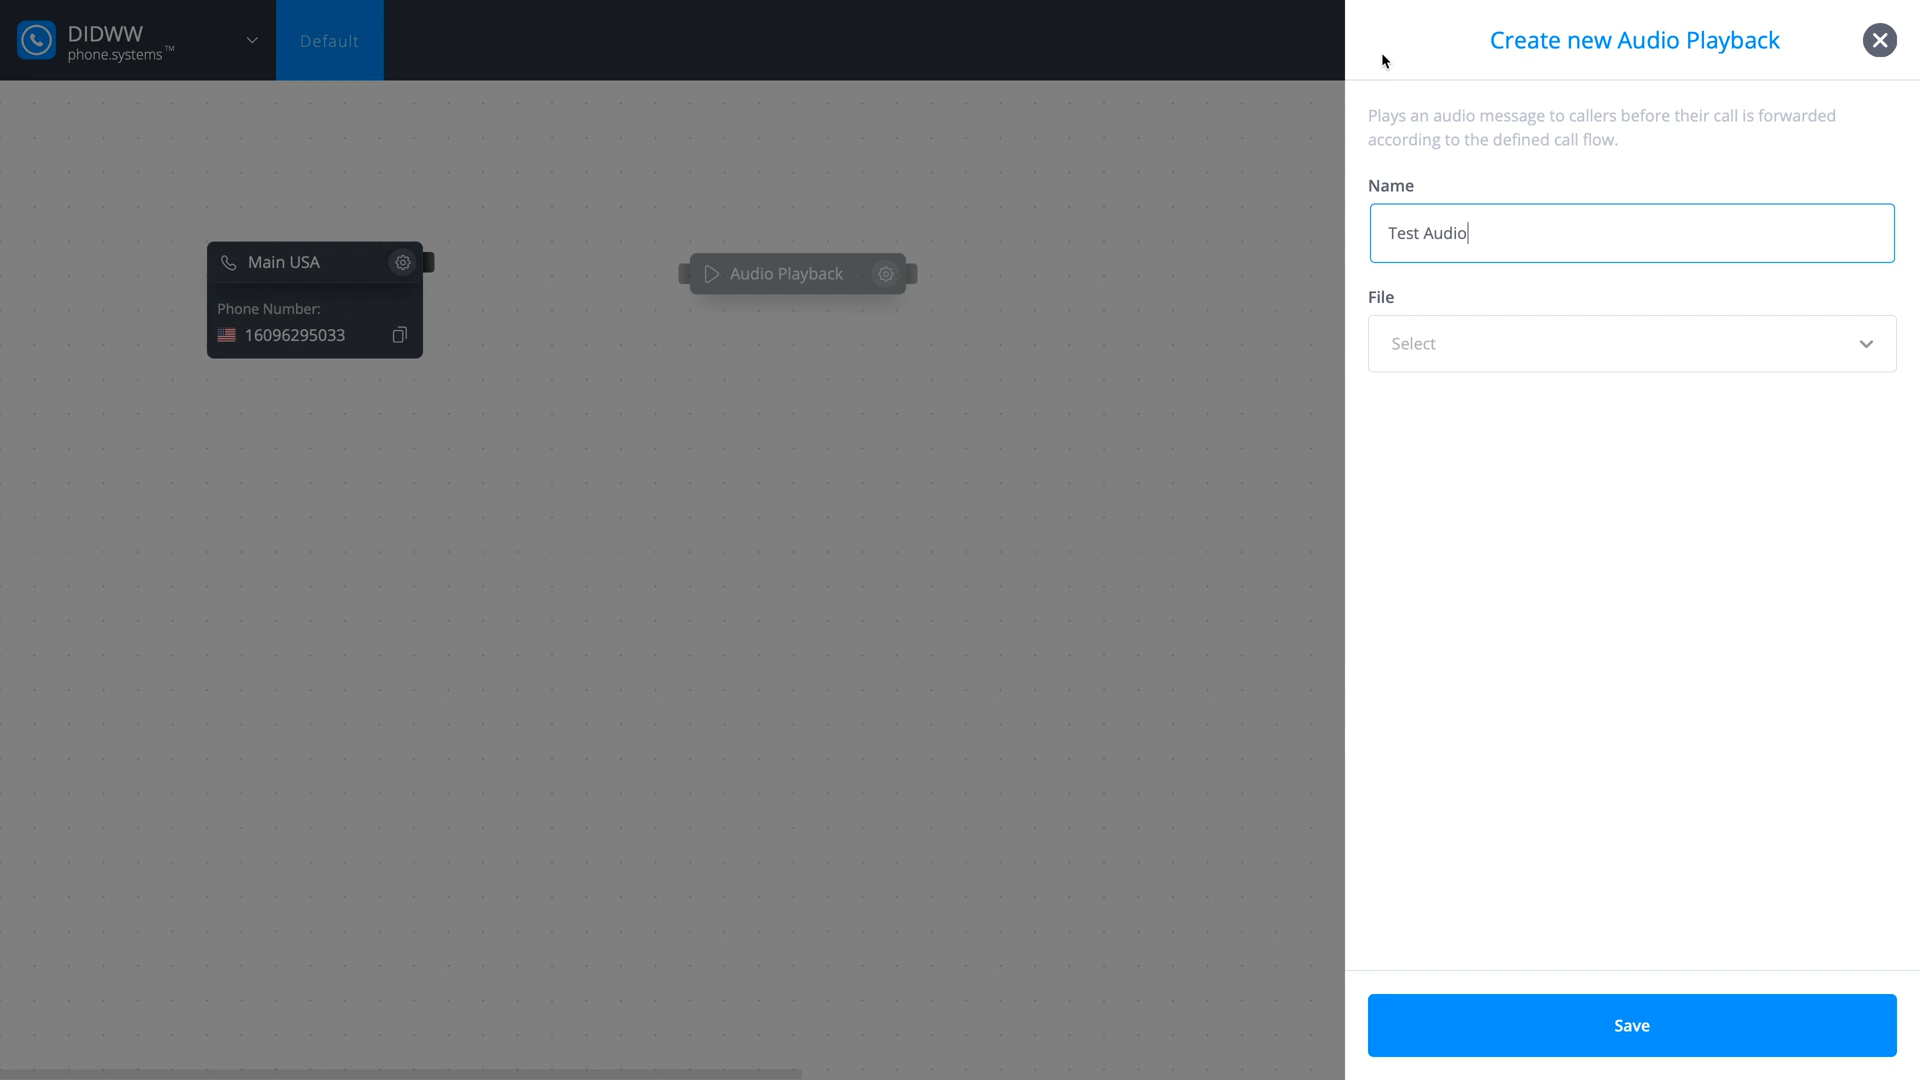 DIDWW
phone.systems™
Default
Create new Audio Playback
Plays an audio message to callers before their call is forwarded
according to the defined call flow.
Name
Test Audio
File
Select
Main USA
Phone Number:
16096295033
Audio Playback
Save